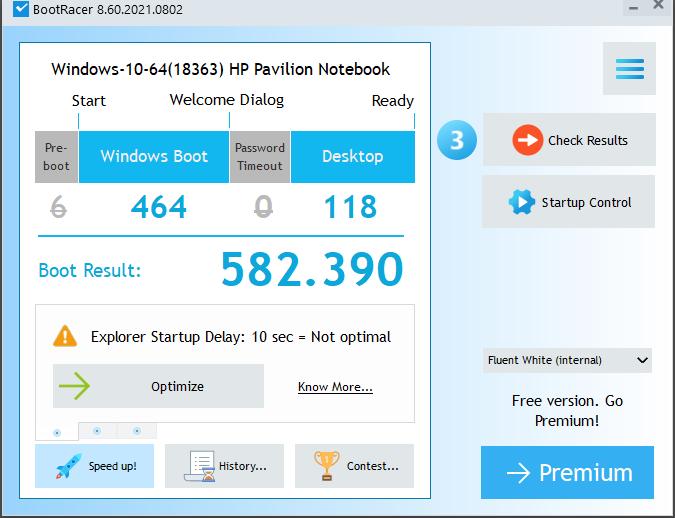 BootRacer 8.60.2021.0802
Windows-10-64(18363) HP Pavilion Notebook
Start
Welcome Dialog
Ready
Pre-
boot
Windows Boot
Password
Timeout
Desktop
6
464
0
118
Boot Result:
582.390
Explorer Startup Delay: 10 sec = Not optimal
Optimize
Know More...
Speed up!
History...
Contest...
3
Check Results
Startup Control
Fluent White (internal)
Free version. Go
Premium!
Premium